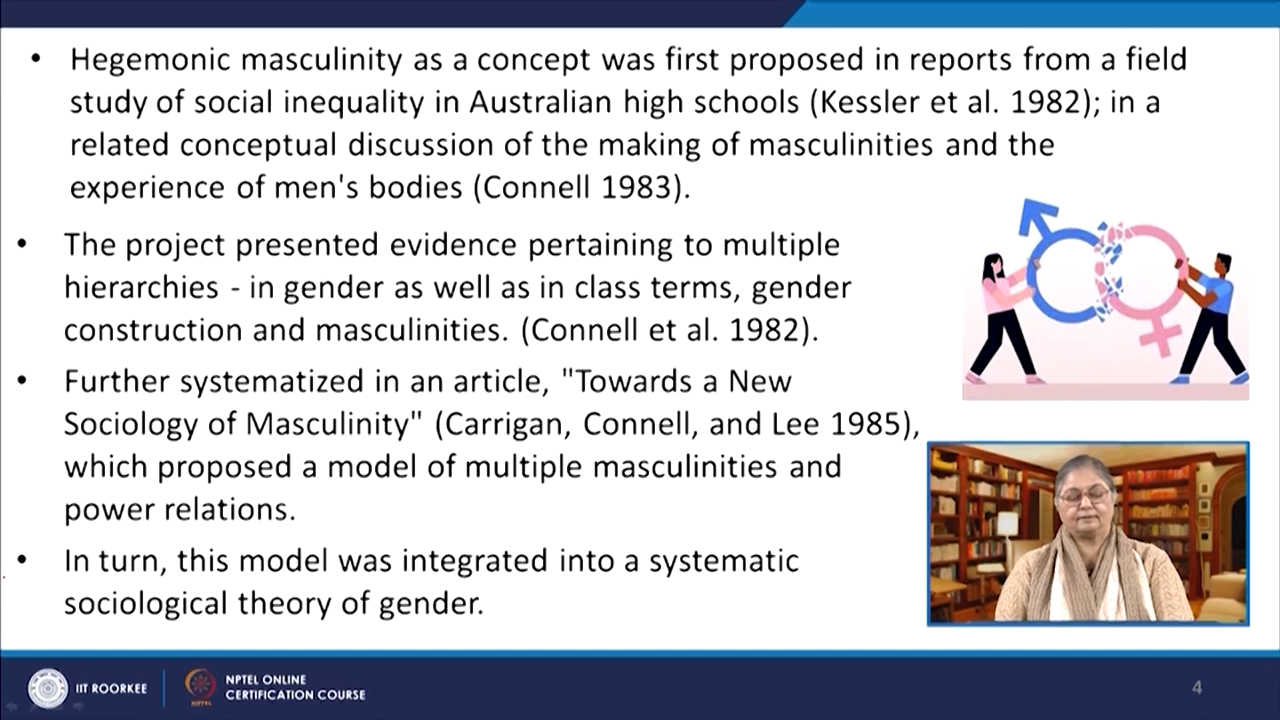 • Hegemonic masculinity as a concept was first proposed in reports from a field
study of social inequality in Australian high schools (Kessler et al. 1982); in a
related conceptual discussion of the making of masculinities and the
experience of men's bodies (Connell 1983).
• The project presented evidence pertaining to multiple
hierarchies - in gender as well as in class terms, gender
construction and masculinities. (Connell et al. 1982).
• Further systematized in an article, "Towards a New
Sociology of Masculinity" (Carrigan, Connell, and Lee 1985),
which proposed a model of multiple masculinities and
power relations.
• In turn, this model was integrated into a systematic
sociological theory of gender.
IIT ROORKEE
NPTEL
NPTEL ONLINE
CERTIFICATION COURSE
4